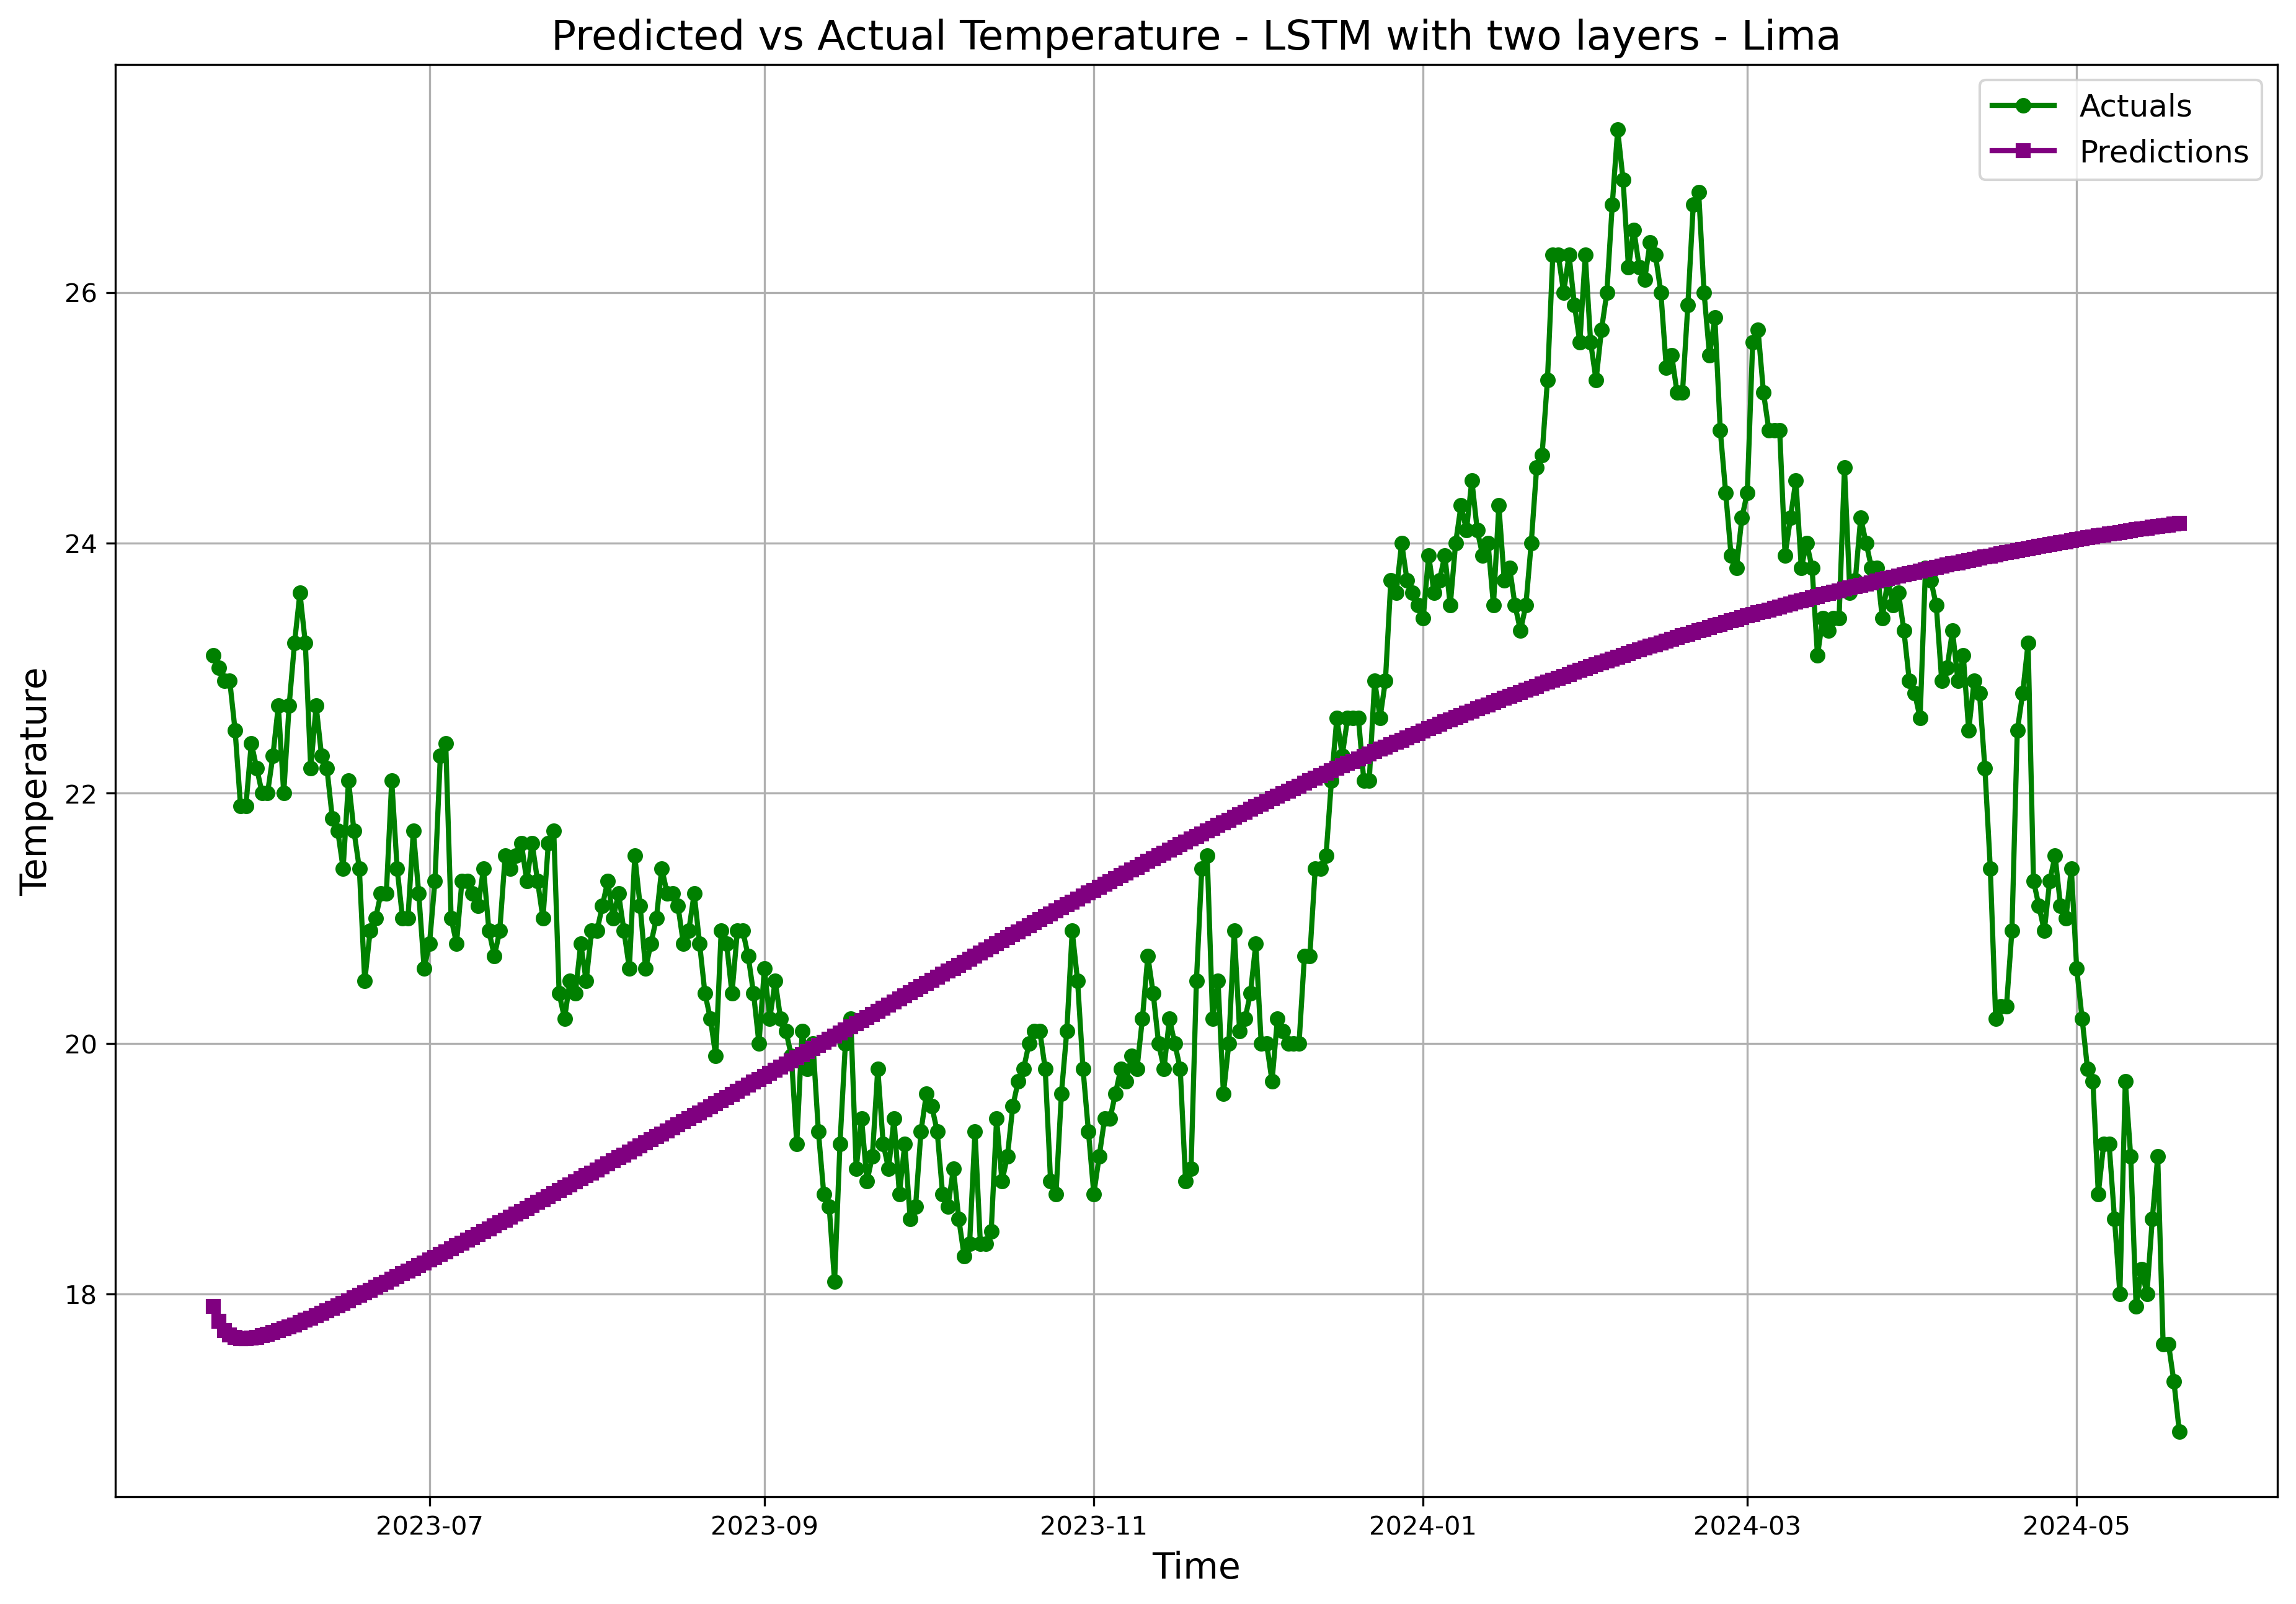 Predicted vs Actual Temperature - LSTM with two layers - Lima
Actuals
Predictions
Temperature
26
24
22
20
18
2023-07
2023-09
2023-11
2024-01
2024-03
2024-05
Time